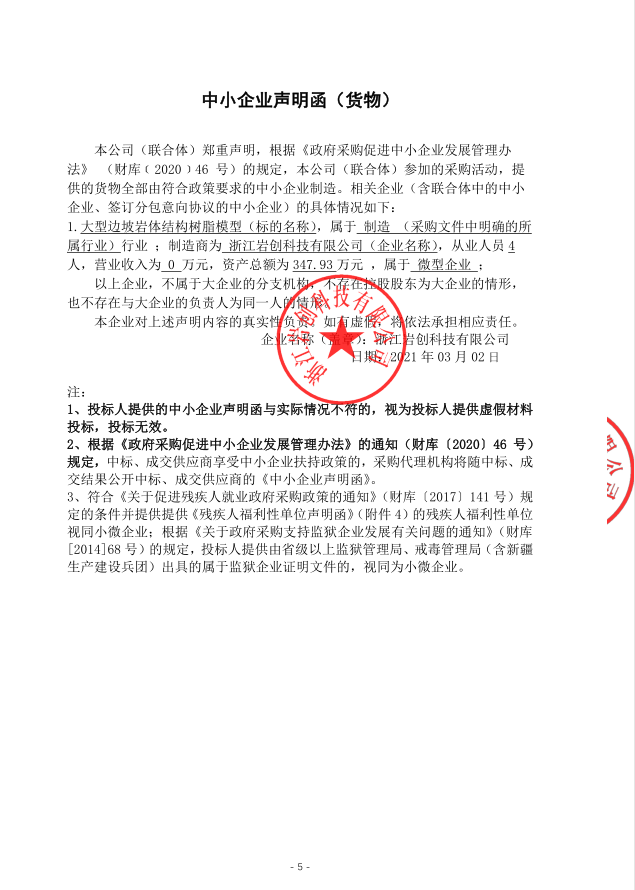 中小企业声明函（货物）
本公司（联合体）郑重声明，根据《政府采购促进中小企业发展管理办
法》 （财库﹝2020﹞46 号）的规定，本公司（联合体）参加的采购活动，提
供的货物全部由符合政策要求的中小企业制造。相关企业（含联合体中的中小
企业、签订分包意向协议的中小企业）的具体情况如下：
1.大型边坡岩体结构树脂模型（标的名称），属于 制造 （采购文件中明确的所
属行业）行业 ；制造商为 浙江岩创科技有限公司（企业名称），从业人员 4
人，营业收入为 0 万元，资产总额为 347.93 万元 ，属于 微型企业 ；
以上企业，不属于大企业的分支机构，不存在控股股东为大企业的情形，
也不存在与大企业的负责人为同一人的情形。
本企业对上述声明内容的真实性负责。如有虚假，将依法承担相应责任。
企业名称（盖章）：浙江岩创科技有限公司
日期：2021 年 03 月 02 日
浙江岩创科技有限公司
注：
1、投标人提供的中小企业声明函与实际情况不符的，视为投标人提供虚假材料
投标，投标无效。
2、根据《政府采购促进中小企业发展管理办法》的通知（财库〔2020〕46 号）
规定，中标、成交供应商享受中小企业扶持政策的，采购代理机构将随中标、成
交结果公开中标、成交供应商的《中小企业声明函》。
3、符合《关于促进残疾人就业政府采购政策的通知》（财库〔2017〕141 号）规
定的条件并提供提供《残疾人福利性单位声明函》（附件 4）的残疾人福利性单位
视同小微企业；根据《关于政府采购支持监狱企业发展有关问题的通知》（财库
[2014]68 号）的规定，投标人提供由省级以上监狱管理局、戒毒管理局（含新疆
生产建设兵团）出具的属于监狱企业证明文件的，视同为小微企业。
- 5 -